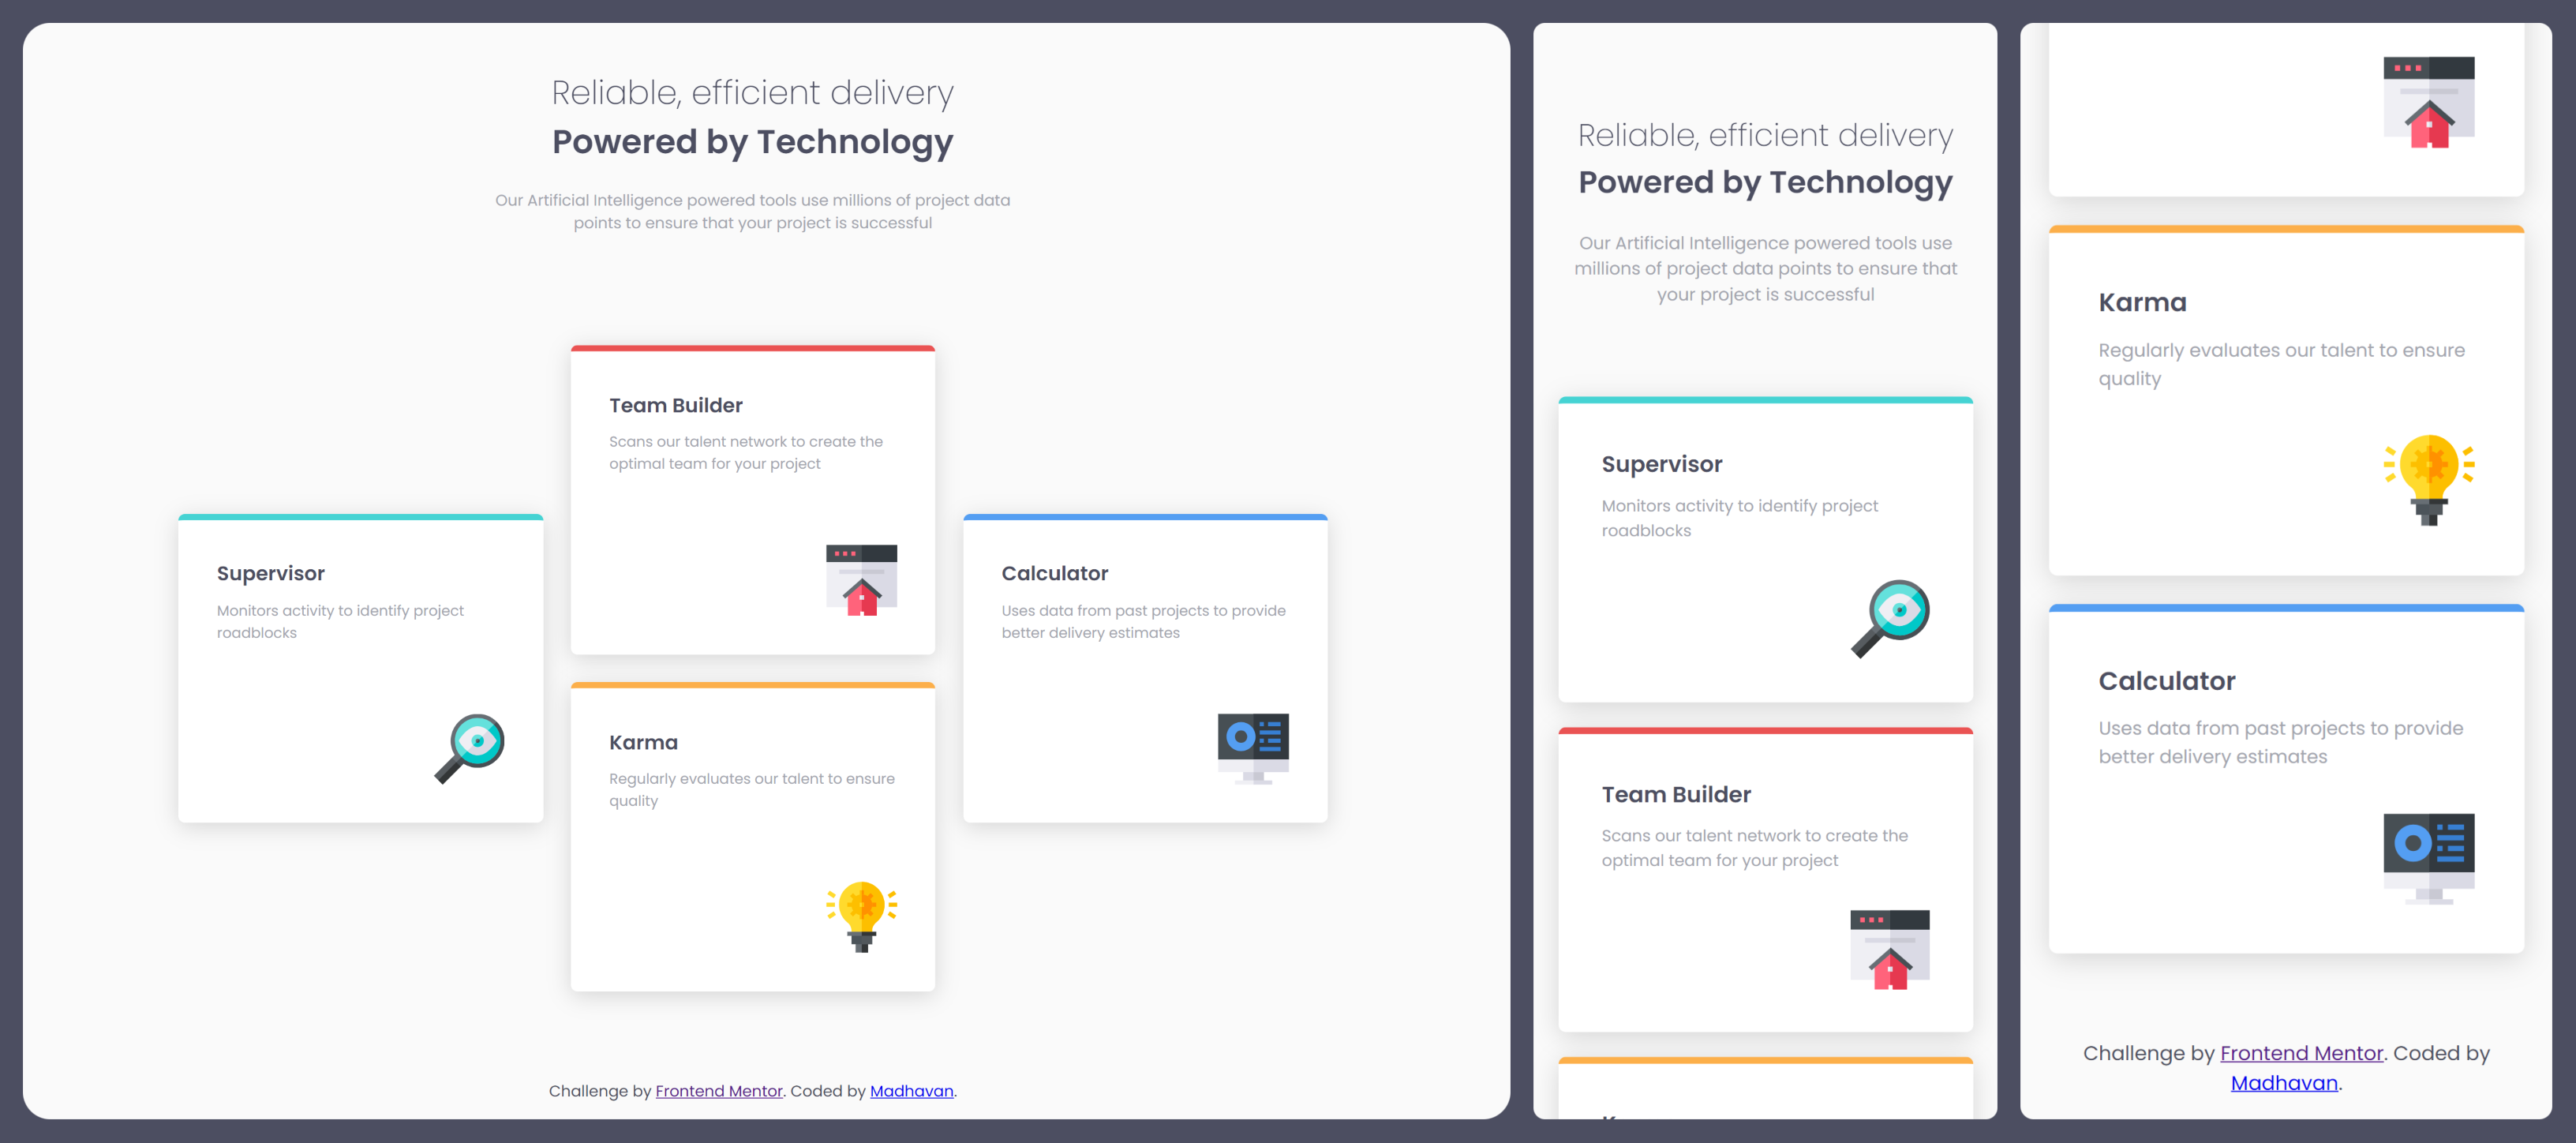 Reliable, efficient delivery
Powered by Technology
Our Artificial Intelligence powered tools use millions of project data
points to ensure that your project is successful
Team Builder
Scans our talent network to create the
optimal team for your project
Supervisor
Monitors activity to identify project
roadblocks
Calculator
Uses data from past projects to provide
better delivery estimates
Karma
Regularly evaluates our talent to ensure
quality
Challenge by Frontend Mentor. Coded by Madhavan.
Reliable, efficient delivery
Powered by Technology
Our Artificial Intelligence powered tools use
millions of project data points to ensure that
your project is successful
Supervisor
Monitors activity to identify project
roadblocks
Team Builder
Scans our talent network to create the
optimal team for your project
Karma
Regularly evaluates our talent to ensure
quality
Calculator
Uses data from past projects to provide
better delivery estimates
Challenge by Frontend Mentor. Coded by
Madhavan.